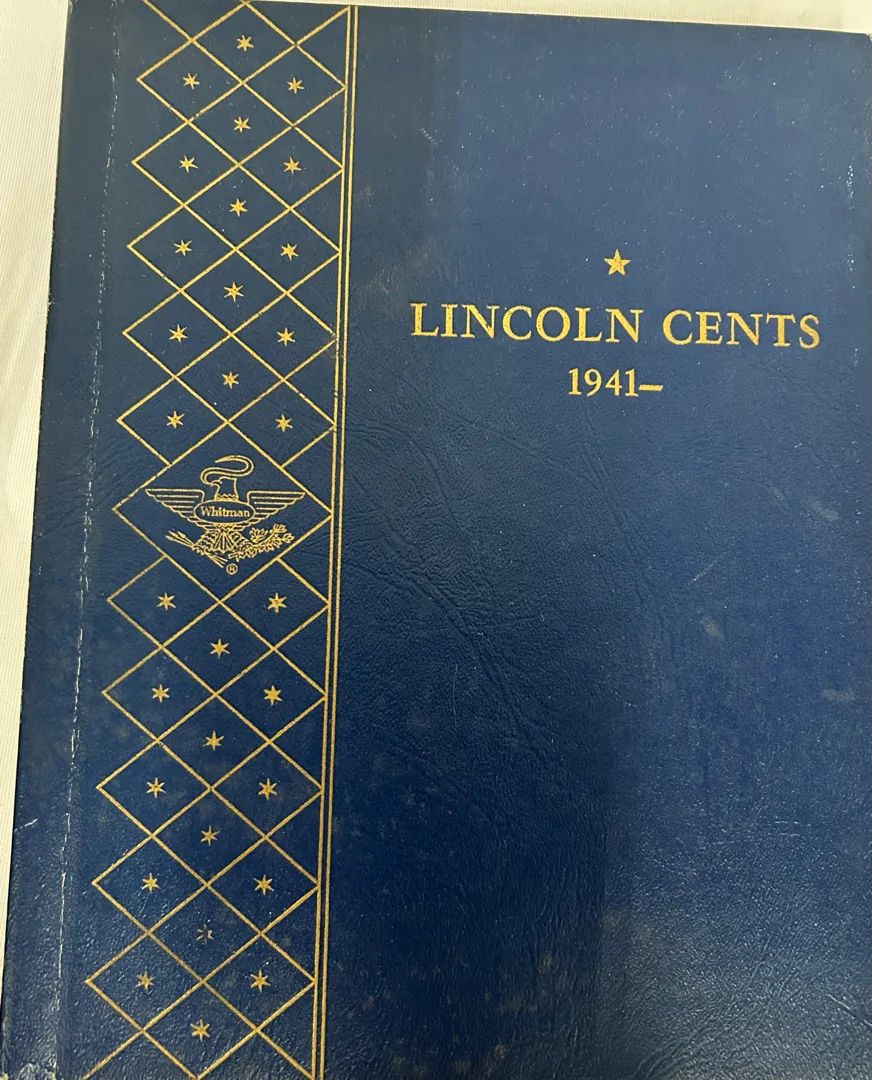 LINCOLN CENTS
1941–
Whitman
®